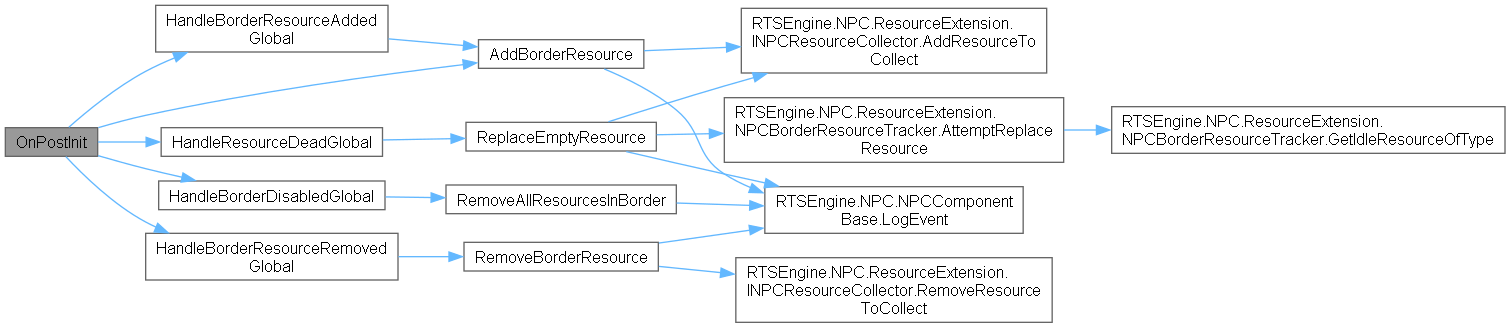 OnPostInit
HandleBorderResourceAdded
Global
HandleResourceDeadGlobal
HandleBorderDisabledGlobal
HandleBorderResourceRemoved
Global
AddBorderResource
ReplaceEmptyResource
RemoveAllResourcesInBorder
RemoveBorderResource
RTSEngine.NPC.ResourceExtension.
INPCResourceCollector.AddResourceTo
Collect
RTSEngine.NPC.ResourceExtension.
NPCBorderResourceTracker.AttemptReplace
Resource
RTSEngine.NPC.NPCComponent
Base.LogEvent
RTSEngine.NPC.ResourceExtension.
INPCResourceCollector.RemoveResource
ToCollect
RTSEngine.NPC.ResourceExtension.
NPCBorderResourceTracker.GetIdleResourceOfType